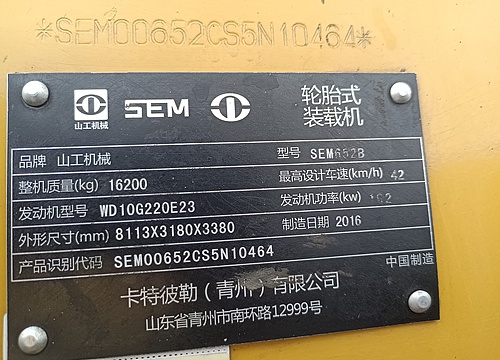 *SEM00652CS5N10464*
山工机械 SEM
轮胎式
装载机
品牌 山工机械 型号 SEM652B
整机质量(kg) 16200 最高设计车速(km/h) 42
发动机型号 WD10G220E23 发动机功率(kw)
外形尺寸(mm) 8113X3180X3380 制造日期 2016
产品识别代码 SEM00652CS5N10464 中国制造
卡特彼勒（青州）有限公司
山东省青州市南环路12999号